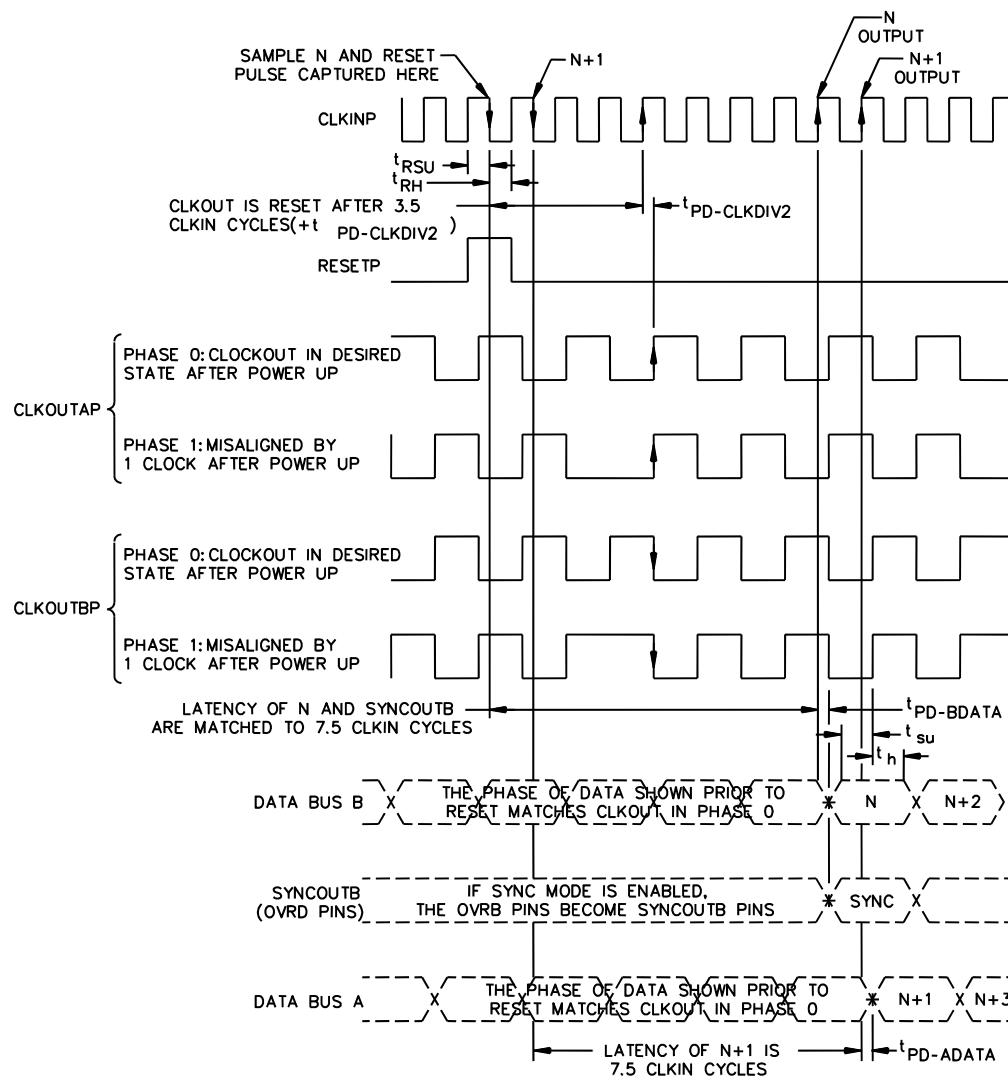 N
OUTPUT
SAMPLE N AND RESET
PULSE CAPTURED HERE
N+1
N+1
OUTPUT
CLKINP
tRSU
tRH
CLKOUT IS RESET AFTER 3.5
CLKIN CYCLES(+t PD-CLKDIV2 )
tPD-CLKDIV2
RESETP
PHASE 0:CLOCKOUT IN DESIRED
STATE AFTER POWER UP
CLKOUTAP
PHASE 1:MISALIGNED BY
1 CLOCK AFTER POWER UP
PHASE 0:CLOCKOUT IN DESIRED
STATE AFTER POWER UP
CLKOUTBP
PHASE 1:MISALIGNED BY
1 CLOCK AFTER POWER UP
LATENCY OF N AND SYNCOUTB
ARE MATCHED TO 7.5 CLKIN CYCLES
tPD-BDATA
tsu
th
DATA BUS B
THE PHASE OF DATA SHOWN PRIOR TO
RESET MATCHES CLKOUT IN PHASE 0
N
N+2
SYNCOUTB
(OVRD PINS)
IF SYNC MODE IS ENABLED,
THE OVRB PINS BECOME SYNCOUTB PINS
SYNC
DATA BUS A
THE PHASE OF DATA SHOWN PRIOR TO
RESET MATCHES CLKOUT IN PHASE 0
N+1
N+3
LATENCY OF N+1 IS
7.5 CLKIN CYCLES
tPD-ADATA